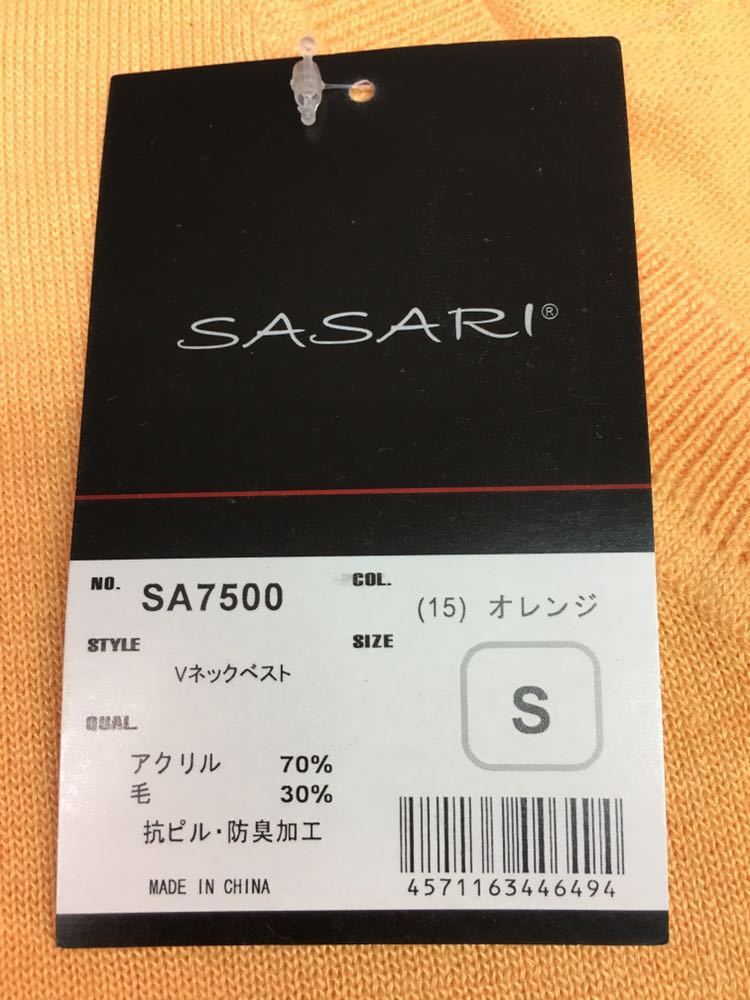 SASARI®
NO. SA7500
COL. (15) オレンジ
STYLE
Vネックベスト
SIZE
S
QUAL.
アクリル 70%
毛 30%
抗ピル・防臭加工
MADE IN CHINA
4571163446494